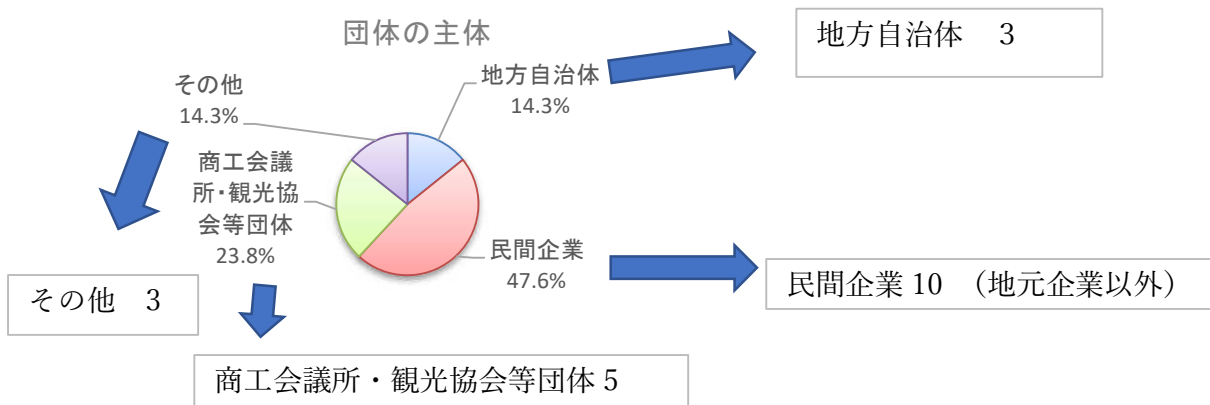 団体の主体
地方自治体
14.3%
民間企業
47.6%
商工会議
所・観光協
会等団体
23.8%
その他
14.3%
地方自治体　3
民間企業 10　（地元企業以外）
商工会議所・観光協会等団体 5
その他　3